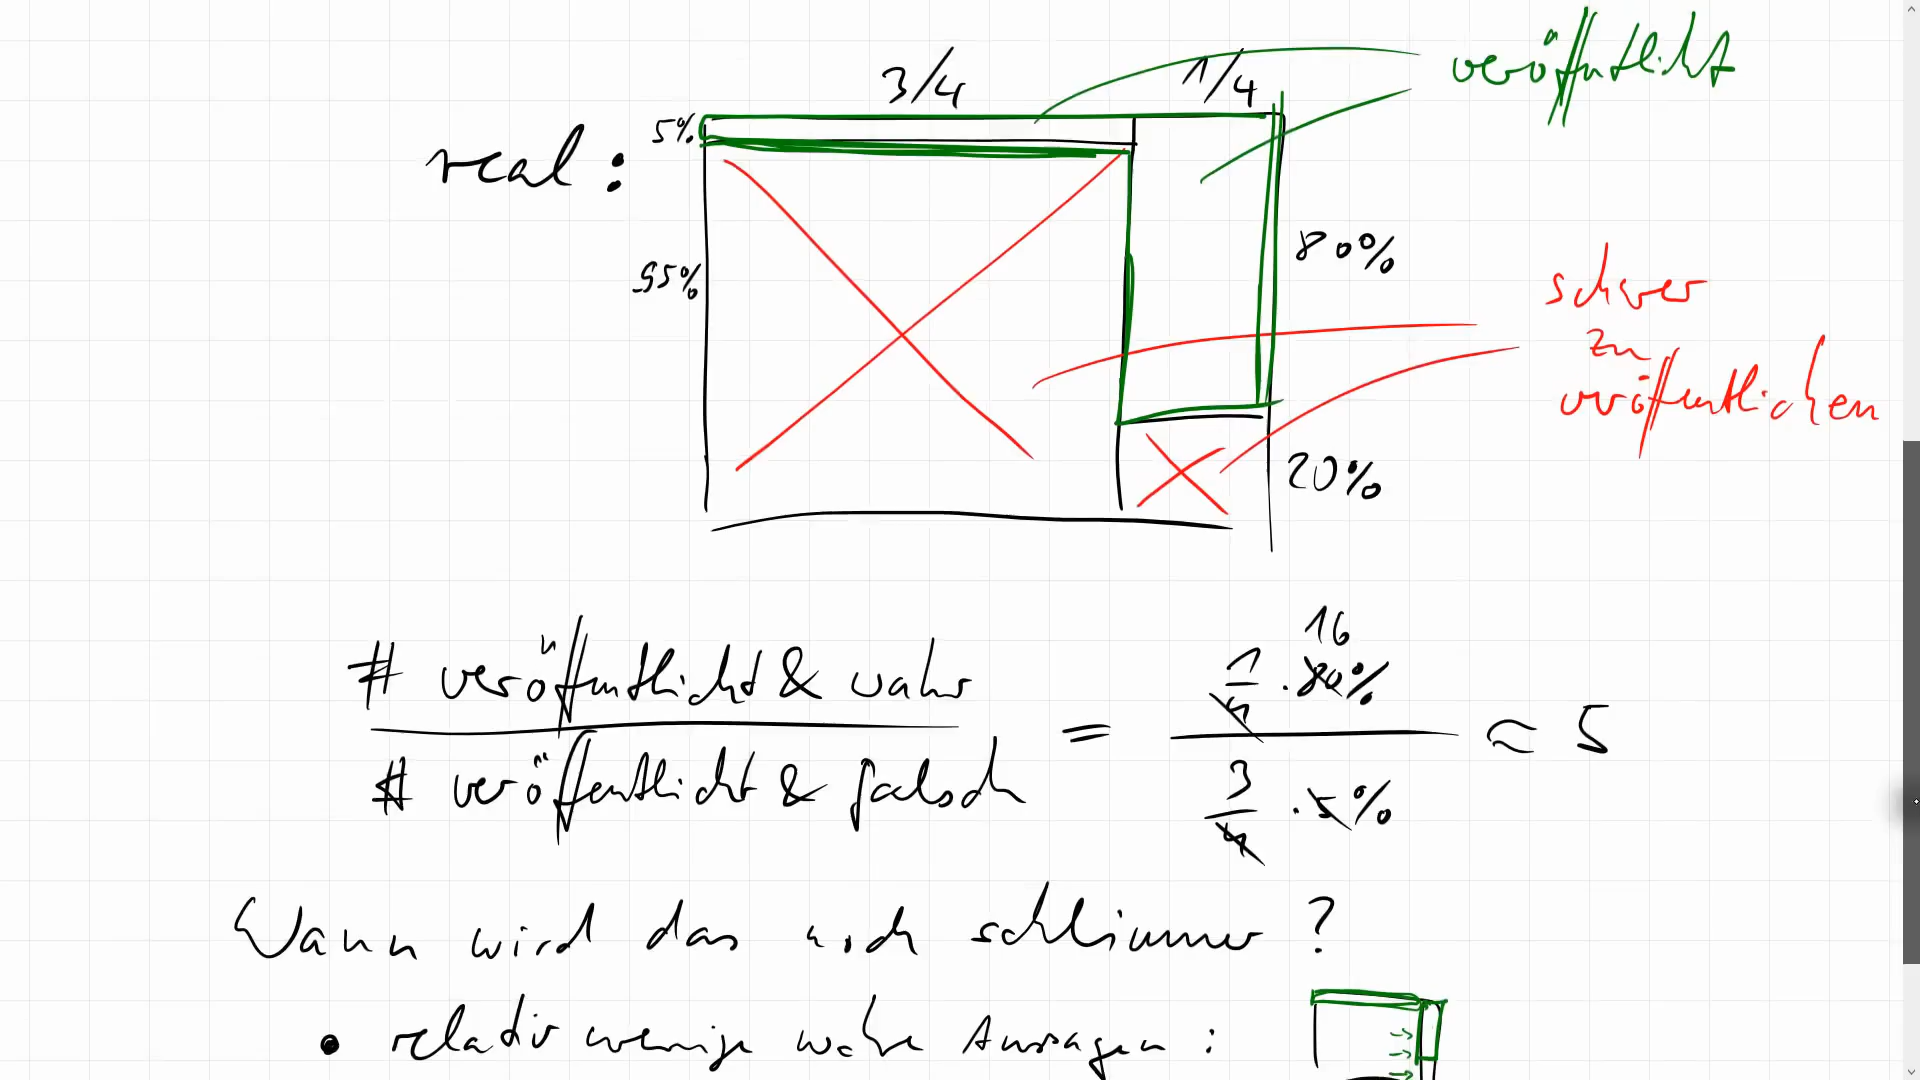 veröffentlicht
3/4 1/4
5%
real :
95%
80%
schwer
zu
veröffentlichen
20%
16
# veröffentlicht & wahr
1/4 · 80%
# veröffentlicht & falsch
= ≈ 5
3/4 · 5%
Wann wird das noch schlimmer ?
• relativ wenige wahre Aussagen :